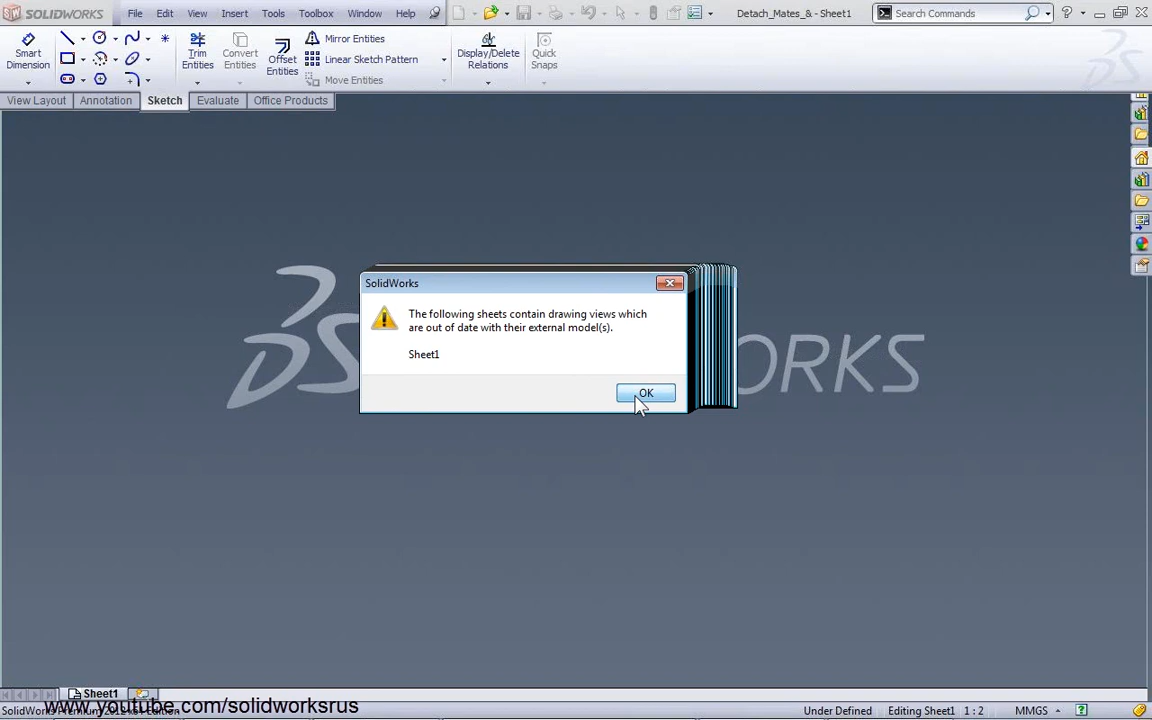 SOLIDWORKS File Edit View Insert Tools Toolbox Window Help Detach_Mates_& - Sheet1 Search Commands ?
Smart Dimension
Trim Entities
Convert Entities
Offset Entities
Mirror Entities
Linear Sketch Pattern
Move Entities
Display/Delete Relations
Quick Snaps
View Layout Annotation Sketch Evaluate Office Products
SolidWorks
The following sheets contain drawing views which
are out of date with their external model(s).
Sheet1
OK
ORKS
Sheet1
www.youtube.com/solidworksrus
Under Defined Editing Sheet1 1 : 2 MMGS ?